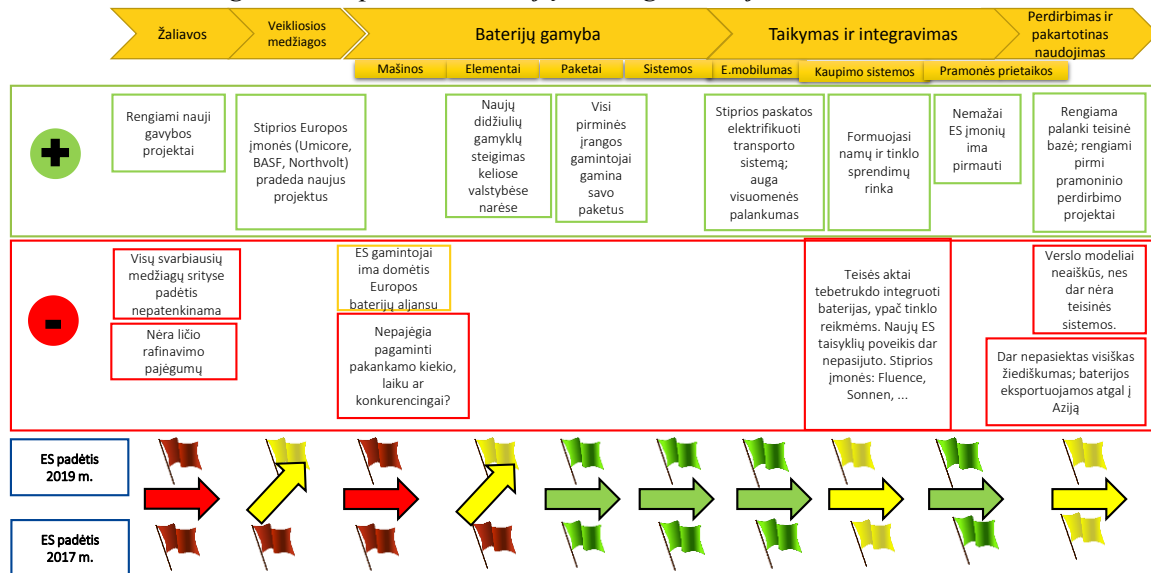 Žaliavos
Veikliosios
medžiagos
Baterijų gamyba
Taikymas ir integravimas
Perdirbimas ir
pakartotinas
naudojimas
Mašinos
Elementai
Paketai
Sistemos
E.mobilumas
Kaupimo sistemos
Pramonės prietaikos
+
Rengiami nauji
gavybos
projektai
Stiprios Europos
įmonės (Umicore,
BASF, Northvolt)
pradeda naujus
projektus
Naujų
didžiulių
gamyklų
steigimas
keliose
valstybėse
narėse
Visi
pirminės
įrangos
gamintojai
gamina
savo
paketus
Stiprios paskatos
elektrifikuoti
transporto
sistemą;
auga
visuomenės
palankumas
Formuojasi
namų ir tinklo
sprendimų
rinka
Nemažai
ES įmonių
ima
pirmauti
Rengiama
palanki teisinė
bazė; rengiami
pirmi
pramoninio
perdirbimo
projektai
-
Visų svarbiausių
medžiagų srityse
padėtis
nepatenkinama
Nėra ličio
rafinavimo
pajėgumų
ES gamintojai
ima domėtis
Europos
baterijų aljansu
Nepajėgia
pagaminti
pakankamo kiekio,
laiku ar
konkurencingai?
Teisės aktai
tebetrukdo integruoti
baterijas, ypač tinklo
reikmėms. Naujų ES
taisyklių poveikis dar
nepasijuto. Stiprios
įmonės: Fluence,
Sonnen, ...
Verslo modeliai
neaiškūs, nes
dar nėra
teisinės
sistemos.
Dar nepasiektas visiškas
žiediškumas; baterijos
eksportuojamos atgal į
Aziją
ES padėtis
2019 m.
ES padėtis
2017 m.